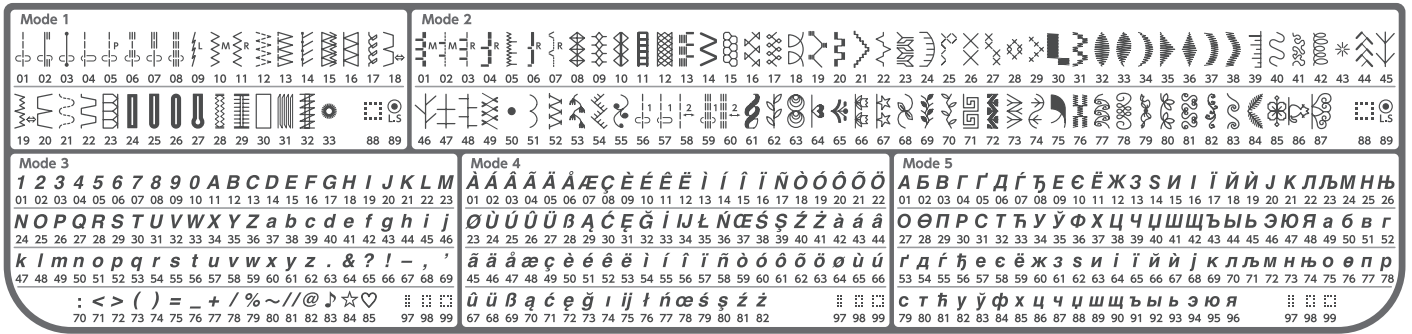 Mode 1
P L M R
01 02 03 04 05 06 07 08 09 10 11 12 13 14 15 16 17 18
L.S
19 20 21 22 23 24 25 26 27 28 29 30 31 32 33 88 89
Mode 2
M M R R R
01 02 03 04 05 06 07 08 09 10 11 12 13 14 15 16 17 18 19 20 21 22 23 24 25 26 27 28 29 30 31 32 33 34 35 36 37 38 39 40 41 42 43 44 45
1 1 2 1 2 L.S
46 47 48 49 50 51 52 53 54 55 56 57 58 59 60 61 62 63 64 65 66 67 68 69 70 71 72 73 74 75 76 77 78 79 80 81 82 83 84 85 86 87 88 89
Mode 3
1 2 3 4 5 6 7 8 9 0 A B C D E F G H I J K L M
01 02 03 04 05 06 07 08 09 10 11 12 13 14 15 16 17 18 19 20 21 22 23
N O P Q R S T U V W X Y Z a b c d e f g h i j
24 25 26 27 28 29 30 31 32 33 34 35 36 37 38 39 40 41 42 43 44 45 46
k l m n o p q r s t u v w x y z . & ? ! – , ’
47 48 49 50 51 52 53 54 55 56 57 58 59 60 61 62 63 64 65 66 67 68 69
: < > ( ) = _ + / % ~ // @ ♪ ☆ ♡
70 71 72 73 74 75 76 77 78 79 80 81 82 83 84 85 97 98 99
Mode 4
À Á Â Ã Ä Å Æ Ç È É Ê Ë Ì Í Î Ï Ñ Ò Ó Ô Õ Ö
01 02 03 04 05 06 07 08 09 10 11 12 13 14 15 16 17 18 19 20 21 22
Ø Ù Ú Û Ü ß Ą Ć Ę Ğ İ IJ Ł Ń Œ Ś Ş Ź Ż à á â
23 24 25 26 27 28 29 30 31 32 33 34 35 36 37 38 39 40 41 42 43 44
ã ä å æ ç è é ê ë ì í î ï ñ ò ó ô õ ö ø ù ú
45 46 47 48 49 50 51 52 53 54 55 56 57 58 59 60 61 62 63 64 65 66
û ü ß ą ć ę ğ ı ij ł ń œ ś ş ź ż
67 68 69 70 71 72 73 74 75 76 77 78 79 80 81 82 97 98 99
Mode 5
А Б В Г Ґ Д Ѓ Ђ Е Є Ё Ж З Ѕ И І Ї Й Ѝ Ј К Л Љ М Н Њ
01 02 03 04 05 06 07 08 09 10 11 12 13 14 15 16 17 18 19 20 21 22 23 24 25 26
О Ө П Р С Т Ћ У Ў Ф Х Ц Ч Џ Ш Щ Ъ Ы Ь Э Ю Я а б в г
27 28 29 30 31 32 33 34 35 36 37 38 39 40 41 42 43 44 45 46 47 48 49 50 51 52
ґ д ѓ ђ е є ё ж з ѕ и і ї й ѝ ј к л љ м н њ о ө п р
53 54 55 56 57 58 59 60 61 62 63 64 65 66 67 68 69 70 71 72 73 74 75 76 77 78
с т ћ у ў ф х ц ч џ ш щ ъ ы ь э ю я
79 80 81 82 83 84 85 86 87 88 89 90 91 92 93 94 95 96 97 98 99